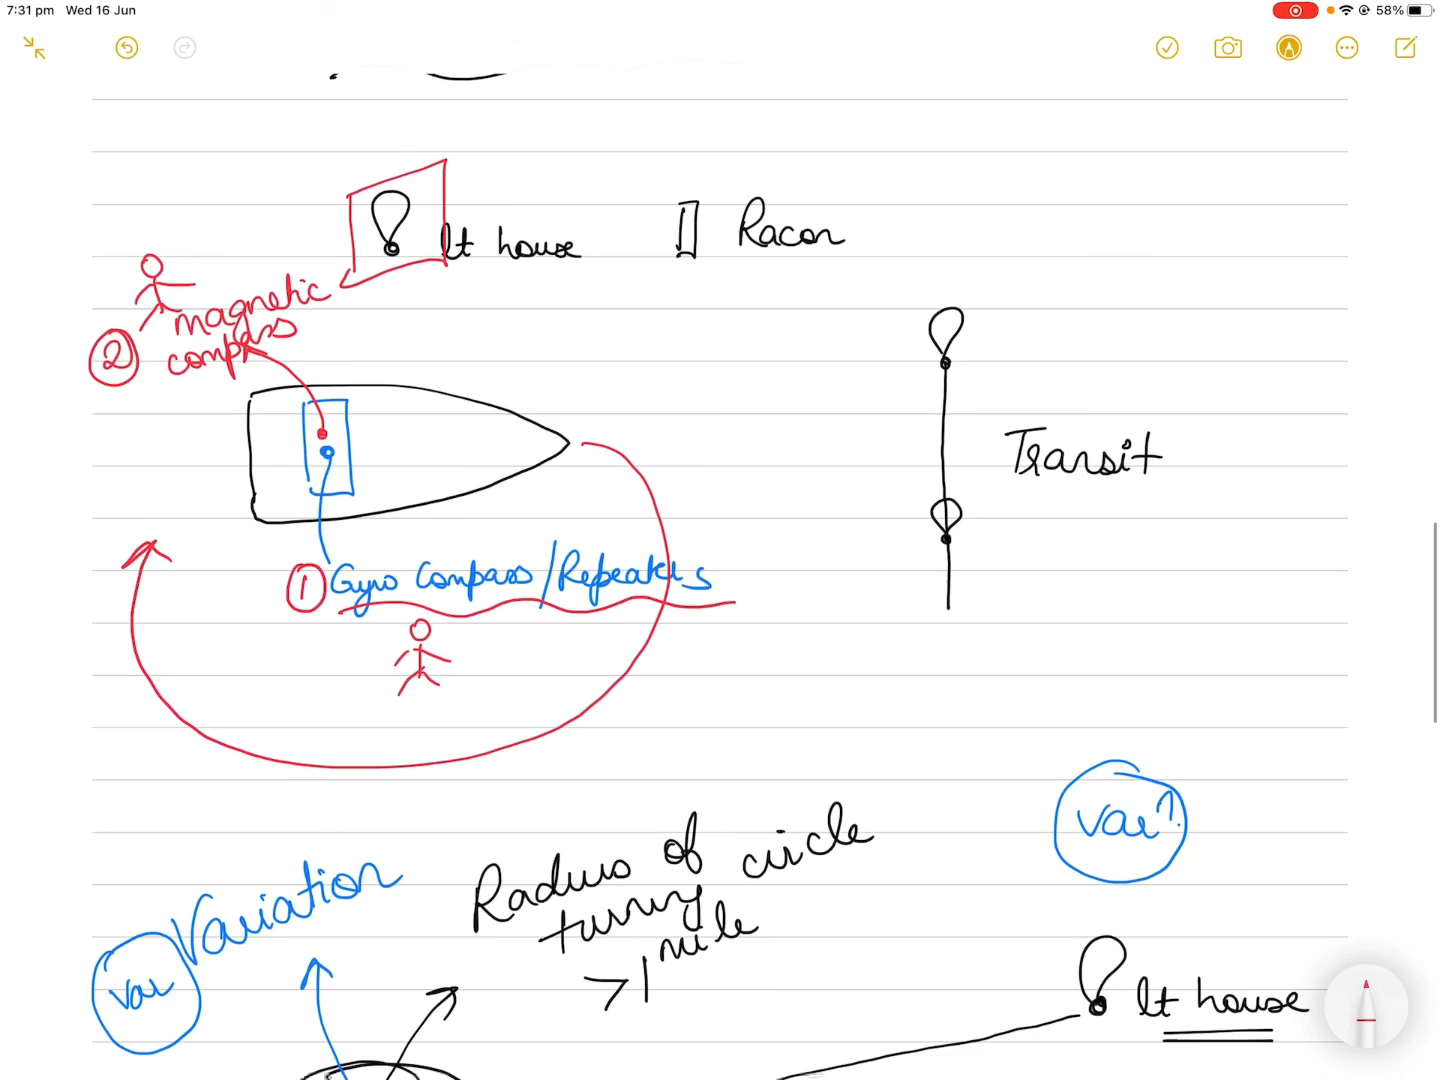 7:31 pm Wed 16 Jun
58%
lt house
Racon
magnetic
compass
2
Transit
1 Gyro Compass/Repeaters
Var?
Radius of circle
turning
>1 mile
Variation
Var
lt house